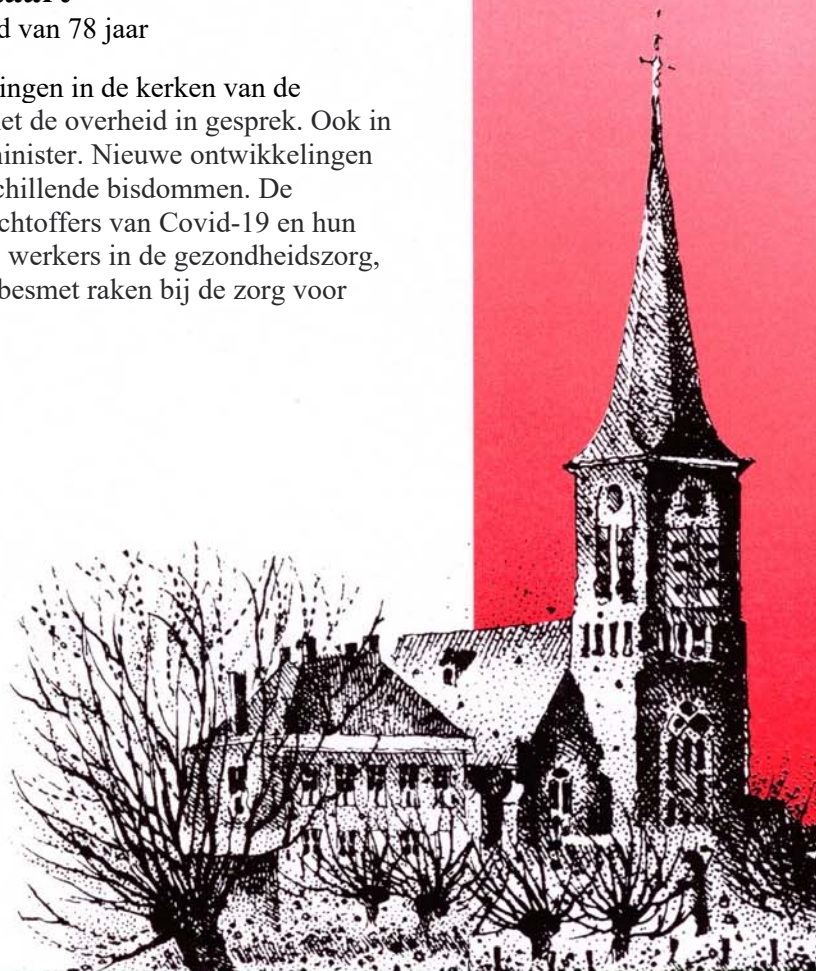 d van 78 jaar
ingen in de kerken van de
et de overheid in gesprek. Ook in
inister. Nieuwe ontwikkelingen
chillende bisdommen. De
chtoffers van Covid-19 en hun
werkers in de gezondheidszorg,
besmet raken bij de zorg voor